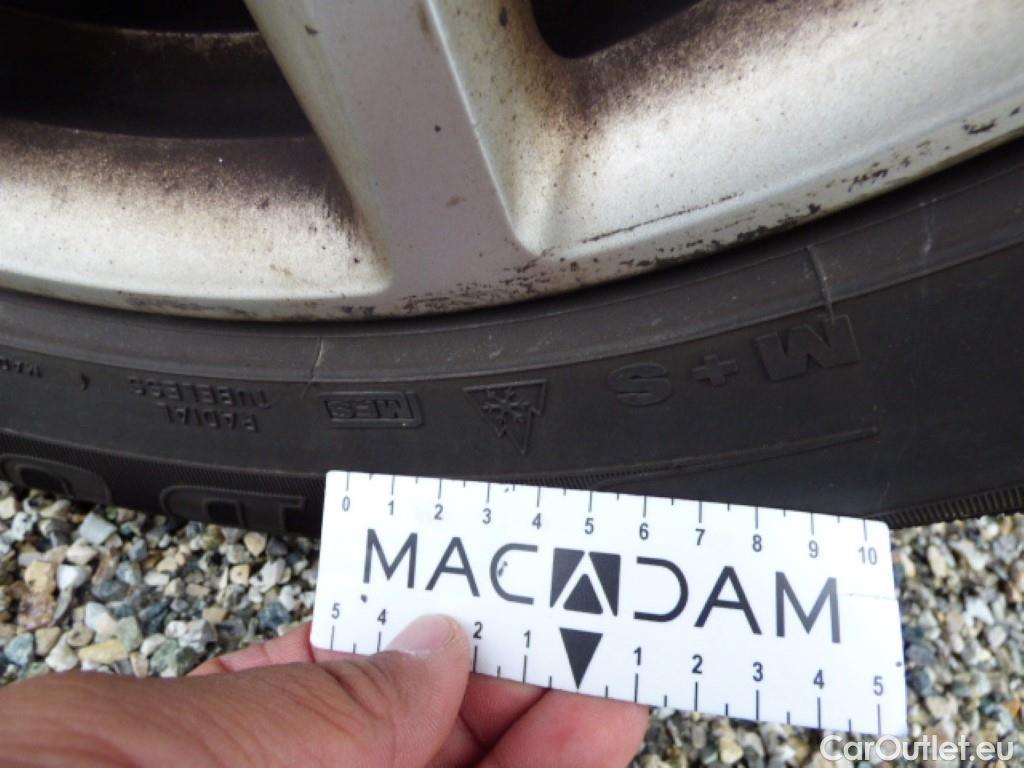 M+S
MFS
RADIAL
TUBELESS
0 1 2 3 4 5 6 7 8 9 10
MACADAM
5 4 2 1 1 2 3 4 5
CarOutlet.eu